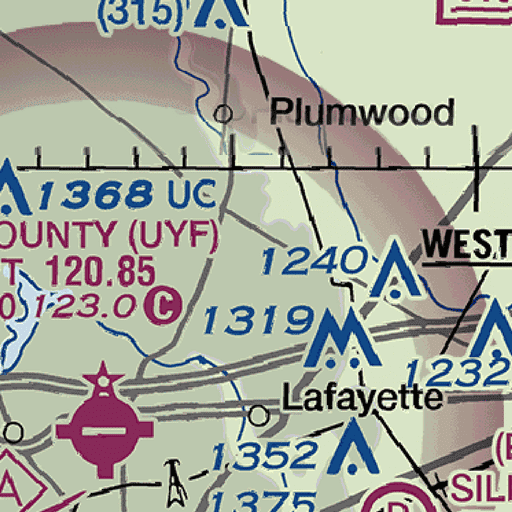 (315)
Plumwood
1368 UC
OUNTY (UYF)
T 120.85
0 123.0 C
WEST
1240
1319
1232
Lafayette
1352
1375
A
SIL
R